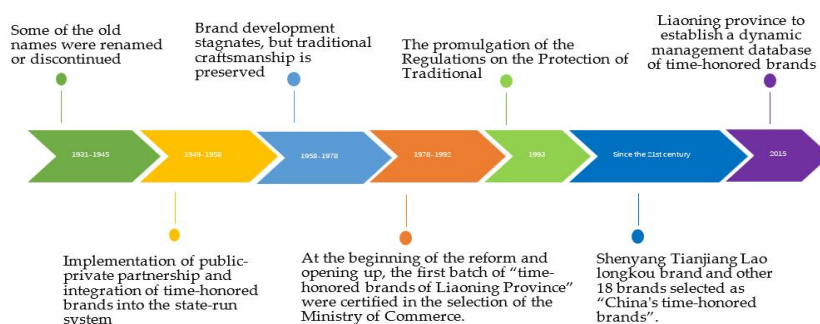 Some of the old
names were renamed
or discontinued
Brand development
stagnates, but traditional
craftsmanship is
preserved
The promulgation of the
Regulations on the Protection of
Traditional
Liaoning province to
establish a dynamic
management database
of time-honored brands
1931-1945
1949-1958
1958-1978
1978-1992
1993
Since the 21st century
2015
Implementation of public-
private partnership and
integration of time-honored
brands into the state-run
system
At the beginning of the reform and
opening up, the first batch of “time-
honored brands of Liaoning Province”
were certified in the selection of the
Ministry of Commerce.
Shenyang Tianjiang Lao
longkou brand and other
18 brands selected as
“China's time-honored
brands”.